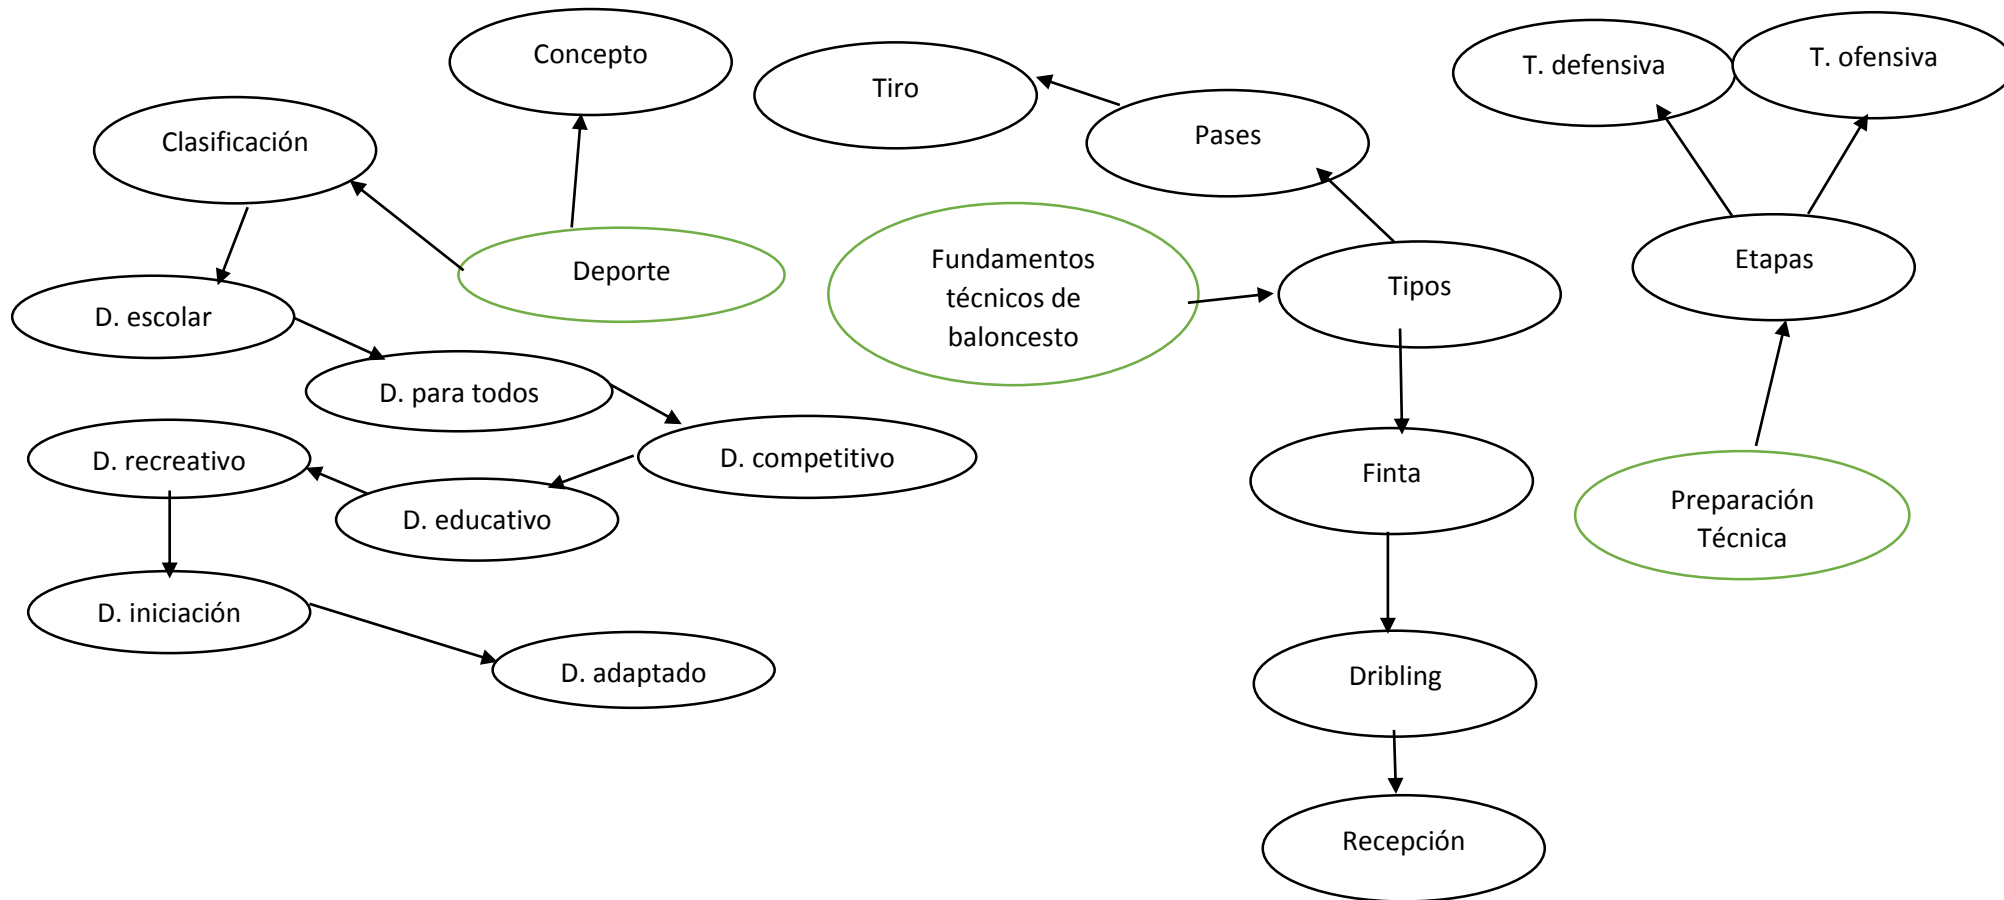 Concepto
Clasificación
Deporte
D. escolar
D. para todos
D. competitivo
D. educativo
D. recreativo
D. iniciación
D. adaptado
Tiro
Pases
Fundamentos
técnicos de
baloncesto
Tipos
Finta
Dribling
Recepción
T. defensiva
T. ofensiva
Etapas
Preparación
Técnica